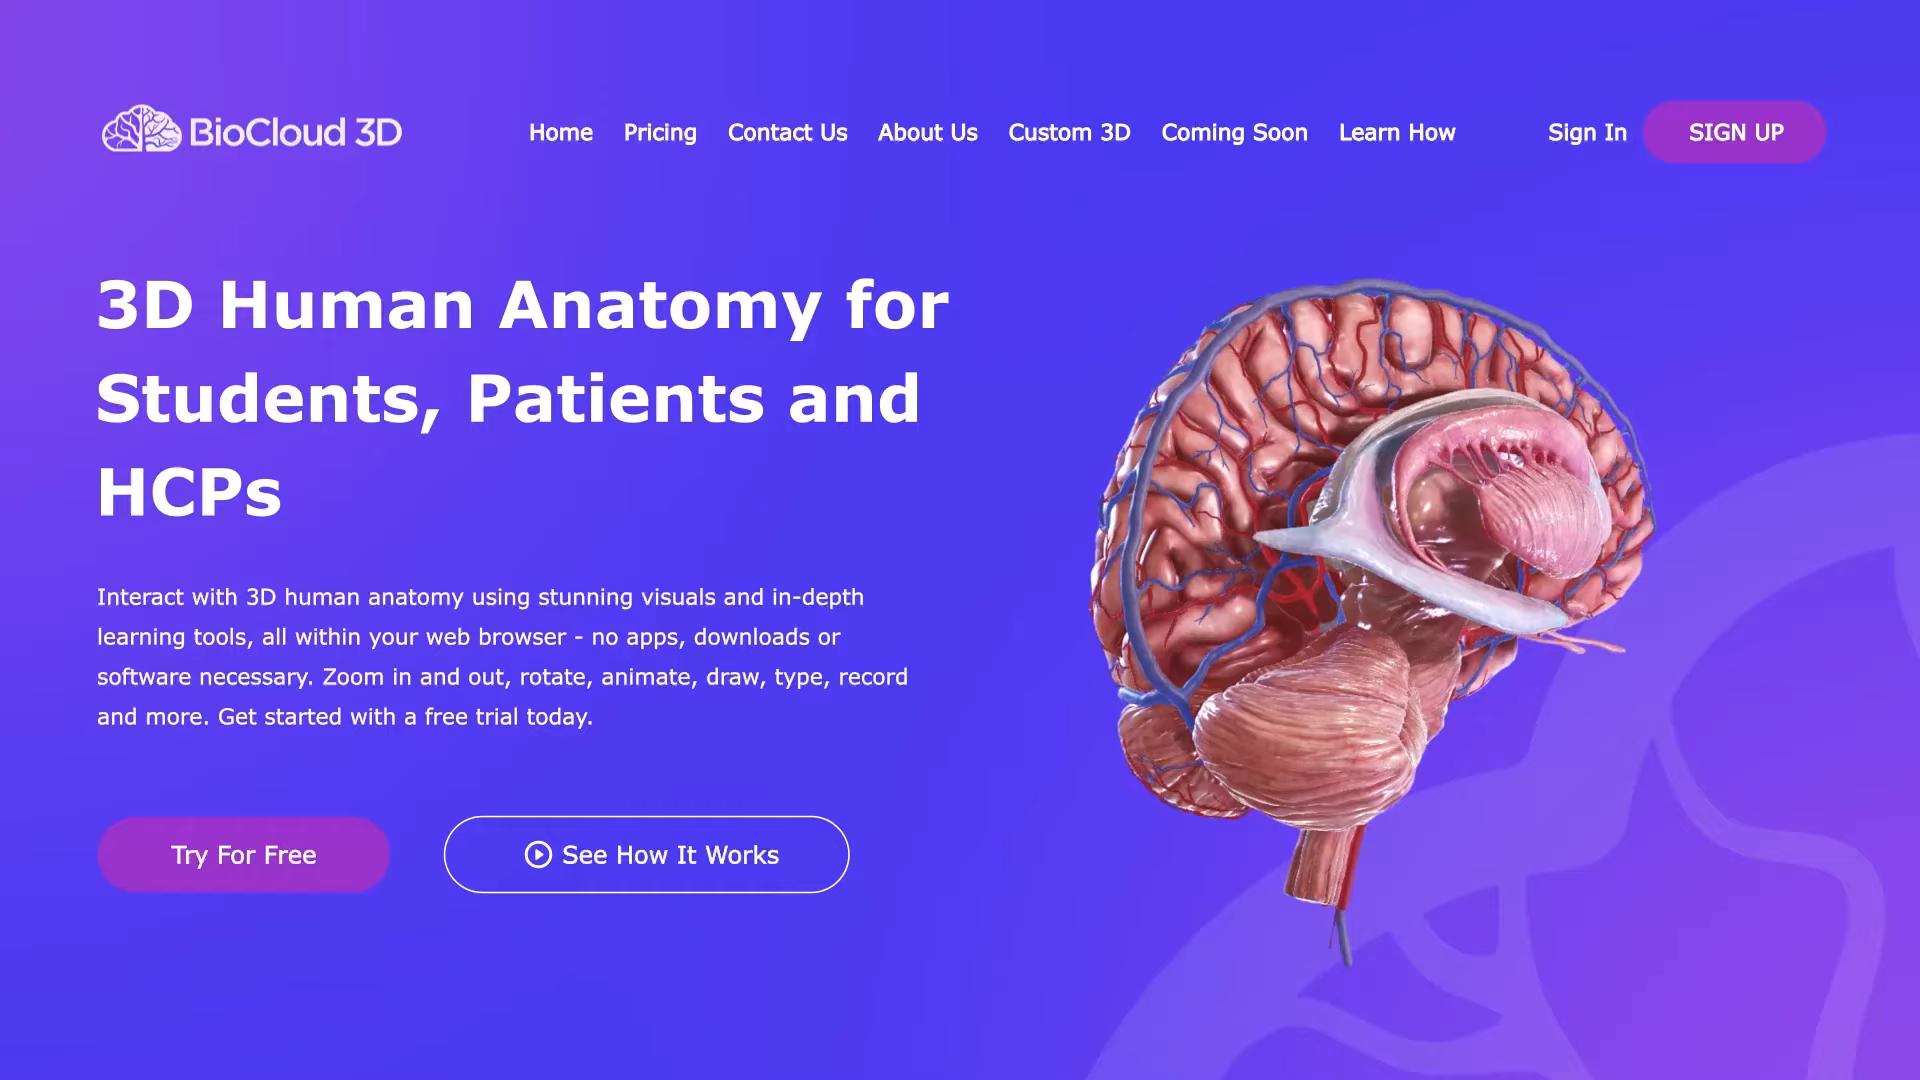 BioCloud 3D
Home Pricing Contact Us About Us Custom 3D Coming Soon Learn How Sign In SIGN UP
3D Human Anatomy for
Students, Patients and
HCPs
Interact with 3D human anatomy using stunning visuals and in-depth
learning tools, all within your web browser - no apps, downloads or
software necessary. Zoom in and out, rotate, animate, draw, type, record
and more. Get started with a free trial today.
Try For Free
See How It Works